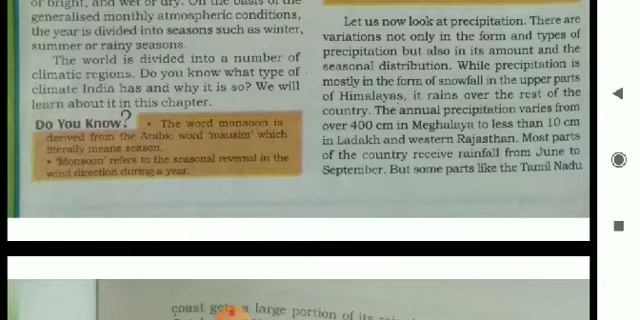 or bright, and wet or dry. On the basis of the
generalised monthly atmospheric conditions,
the year is divided into seasons such as winter,
summer or rainy seasons.
The world is divided into a number of
climatic regions. Do you know what type of
climate India has and why it is so? We will
learn about it in this chapter.
Do You Know?
• The word monsoon is
derived from the Arabic word 'mausim' which
literally means season.
• 'Monsoon' refers to the seasonal reversal in the
wind direction during a year.
Let us now look at precipitation. There are
variations not only in the form and types of
precipitation but also in its amount and the
seasonal distribution. While precipitation is
mostly in the form of snowfall in the upper parts
of Himalayas, it rains over the rest of the
country. The annual precipitation varies from
over 400 cm in Meghalaya to less than 10 cm
in Ladakh and western Rajasthan. Most parts
of the country receive rainfall from June to
September. But some parts like the Tamil Nadu
coast gets a large portion of its